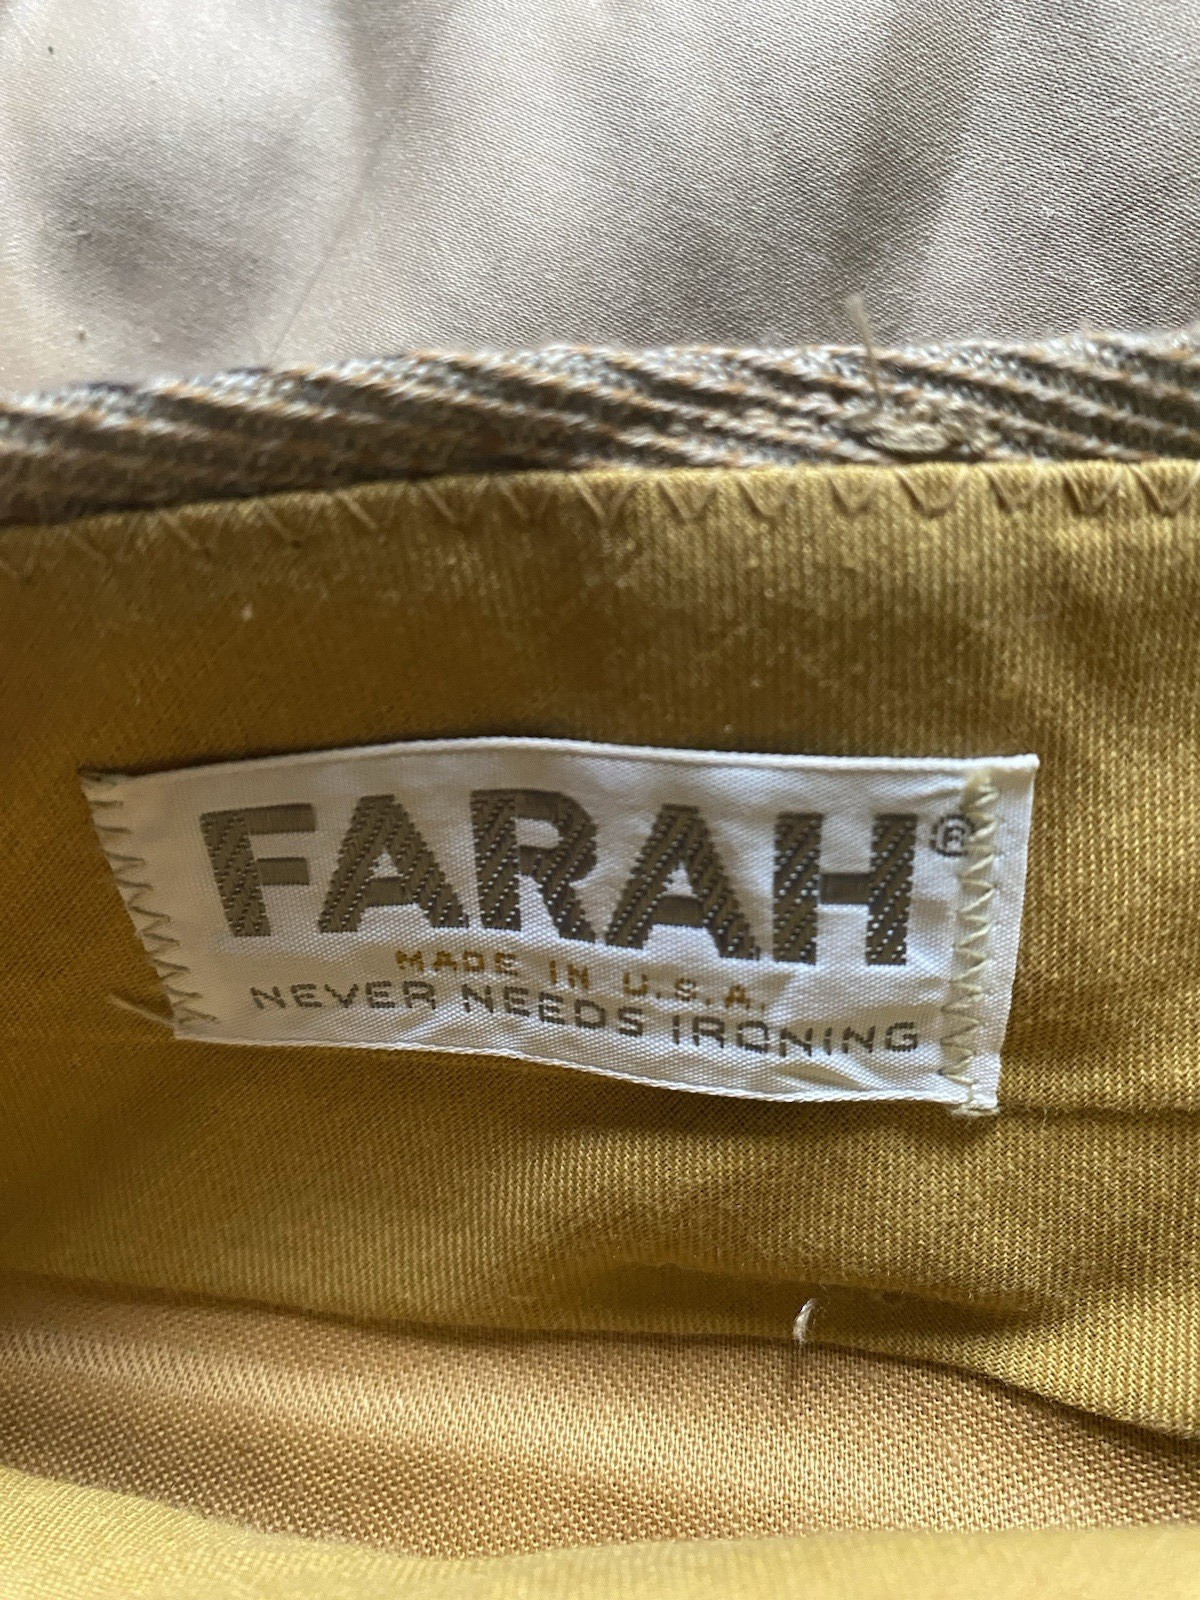 FARAH®
MADE IN U.S.A.
NEVER NEEDS IRONING